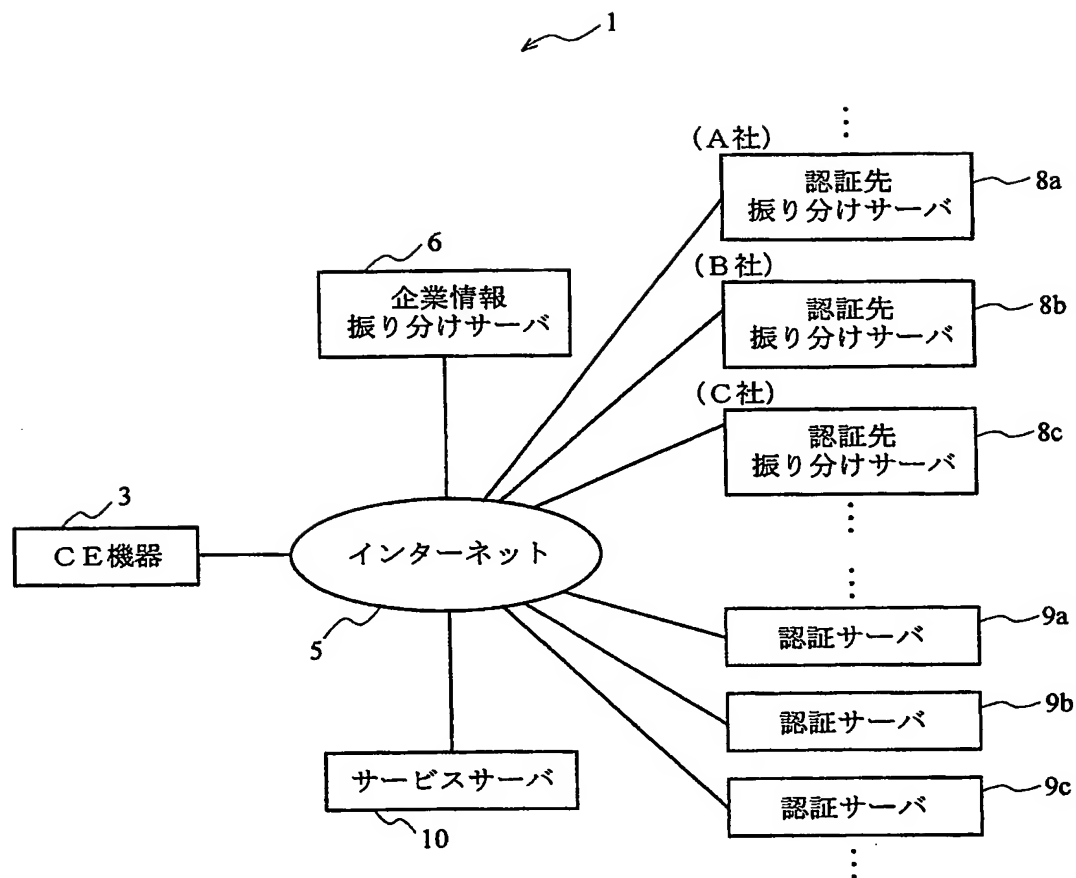 1
(A社)
認証先
振り分けサーバ
8a
6
企業情報
振り分けサーバ
(B社)
認証先
振り分けサーバ
8b
(C社)
認証先
振り分けサーバ
8c
3
CE機器
インターネット
5
認証サーバ
9a
認証サーバ
9b
サービスサーバ
10
認証サーバ
9c